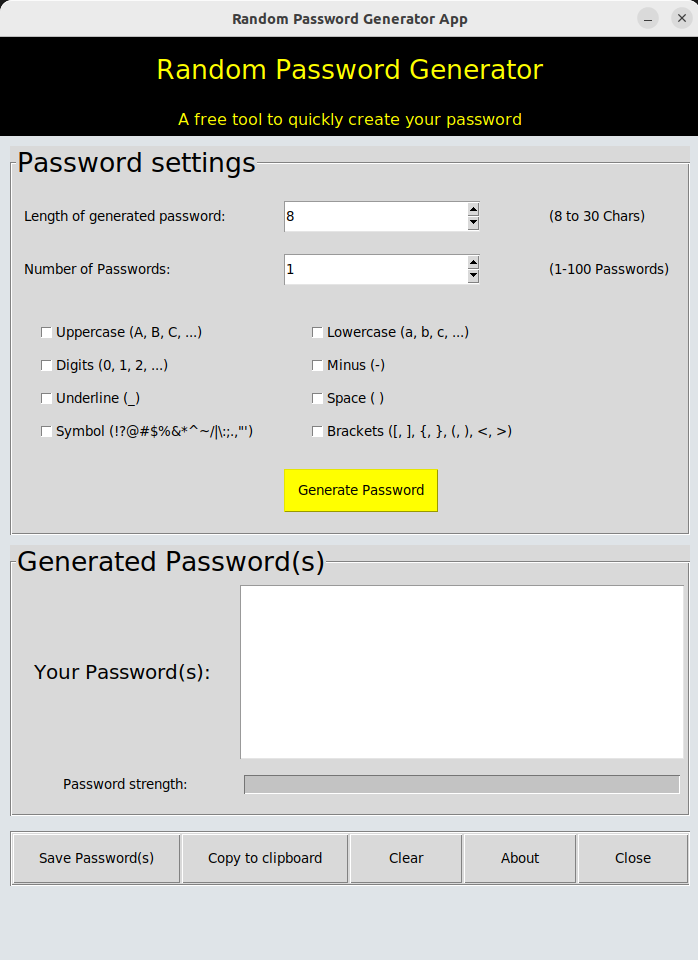 Random Password Generator App
Random Password Generator
A free tool to quickly create your password
Password settings
Length of generated password: 8 (8 to 30 Chars)
Number of Passwords: 1 (1-100 Passwords)
Uppercase (A, B, C, ...) Lowercase (a, b, c, ...)
Digits (0, 1, 2, ...) Minus (-)
Underline (_) Space ( )
Symbol (!?@#$%&*^~/|\:;.,"') Brackets ([, ], {, }, (, ), <, >)
Generate Password
Generated Password(s)
Your Password(s):
Password strength:
Save Password(s) Copy to clipboard Clear About Close